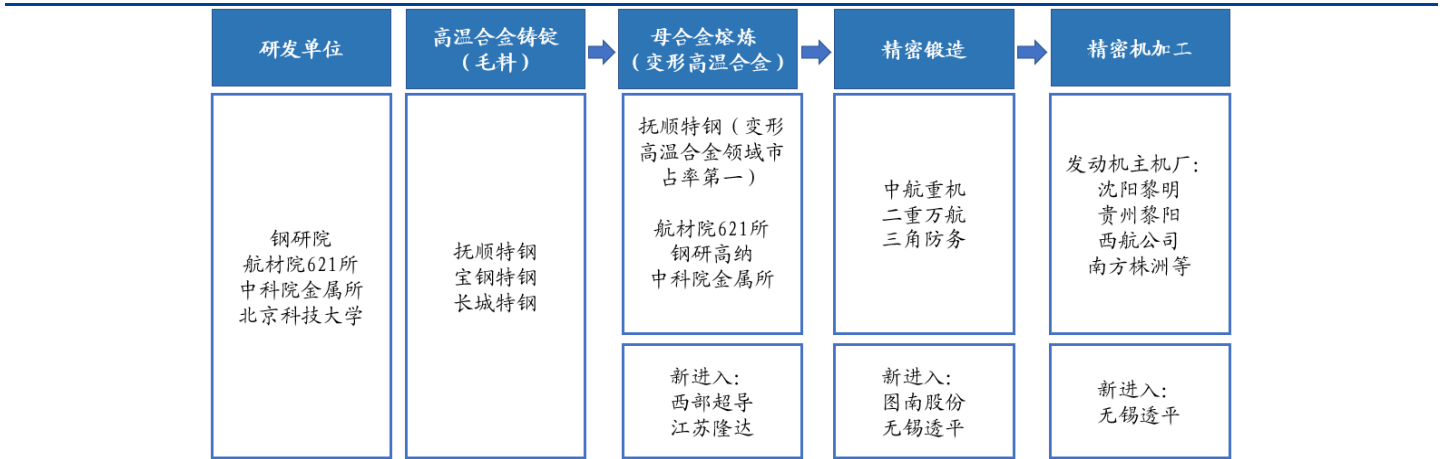 研发单位
高温合金铸锭
（毛料）
母合金熔炼
（变形高温合金）
精密锻造
精密机加工
钢研院
航材院621所
中科院金属所
北京科技大学
抚顺特钢
宝钢特钢
长城特钢
抚顺特钢（变形
高温合金领域市
占率第一）
航材院621所
钢研高纳
中科院金属所
新进入：
西部超导
江苏隆达
中航重机
二重万航
三角防务
新进入：
图南股份
无锡透平
发动机主机厂：
沈阳黎明
贵州黎阳
西航公司
南方株洲等
新进入：
无锡透平